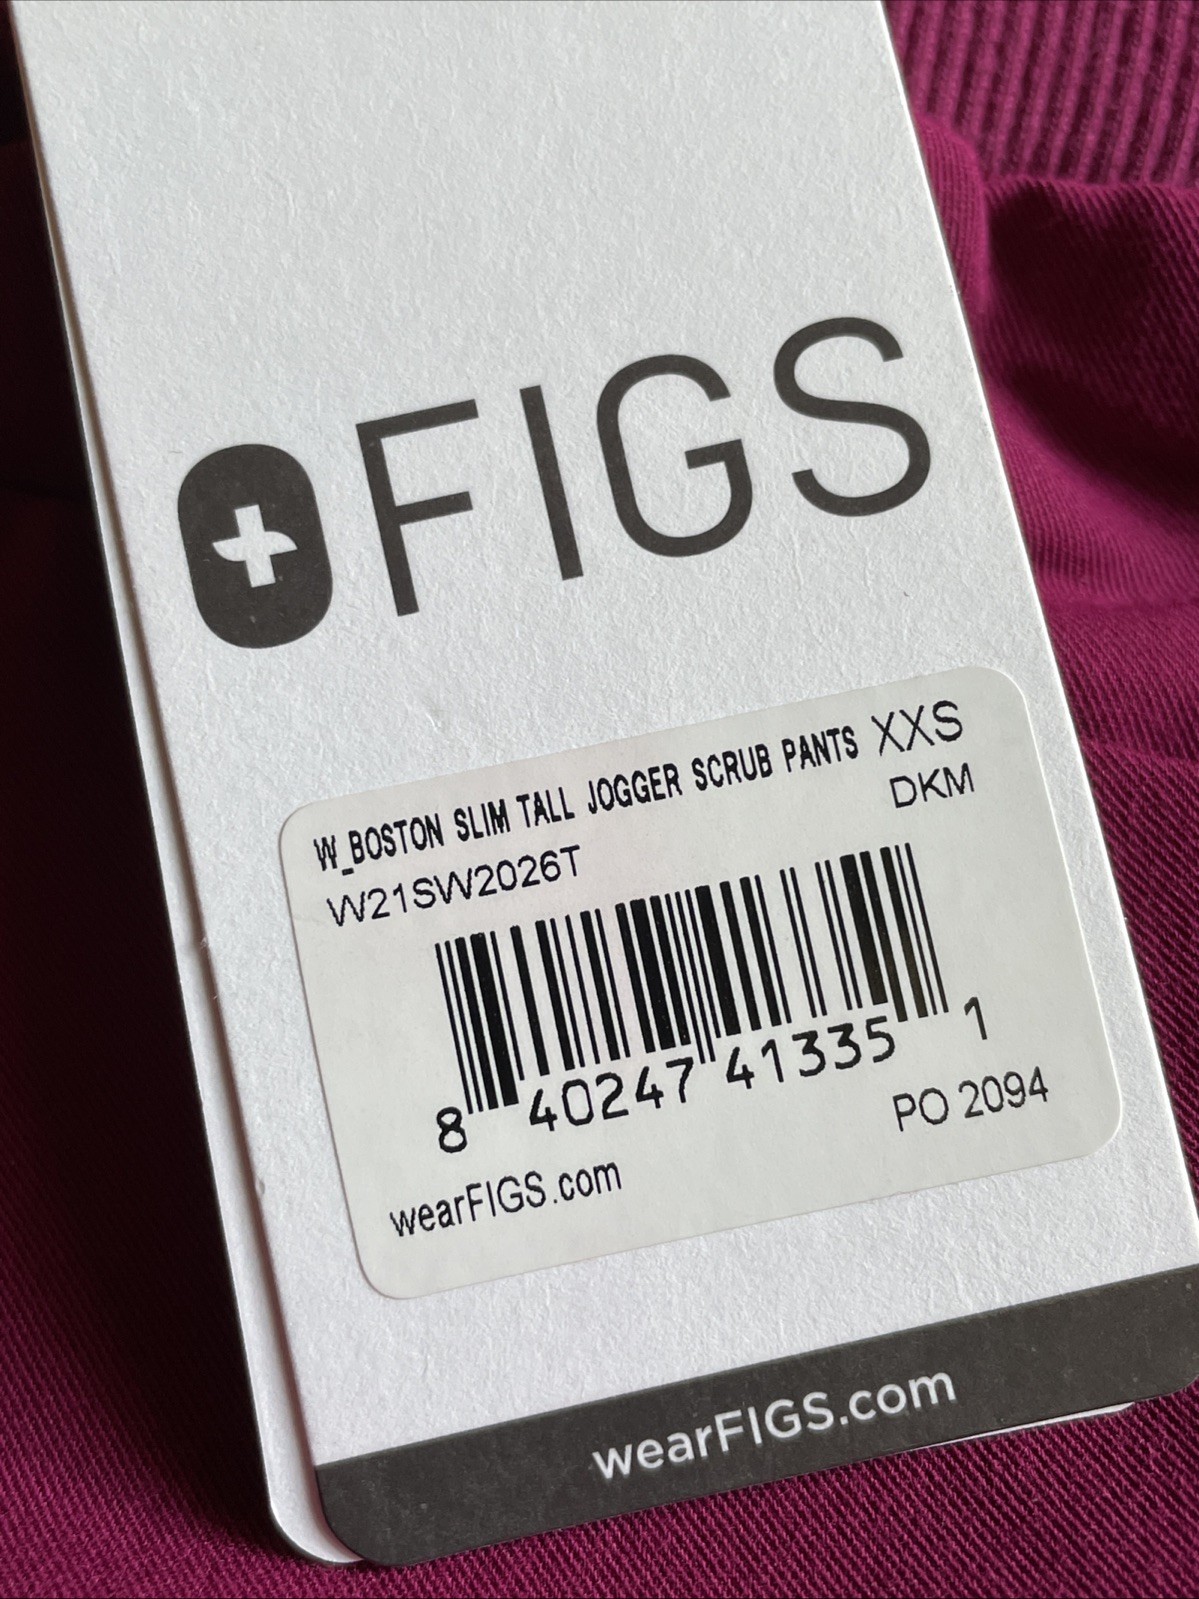 FIGS
W_BOSTON SLIM TALL JOGGER SCRUB PANTS XXS
W21SW2026T DKM
8 40247 41335 1
PO 2094
wearFIGS.com
wearFIGS.com